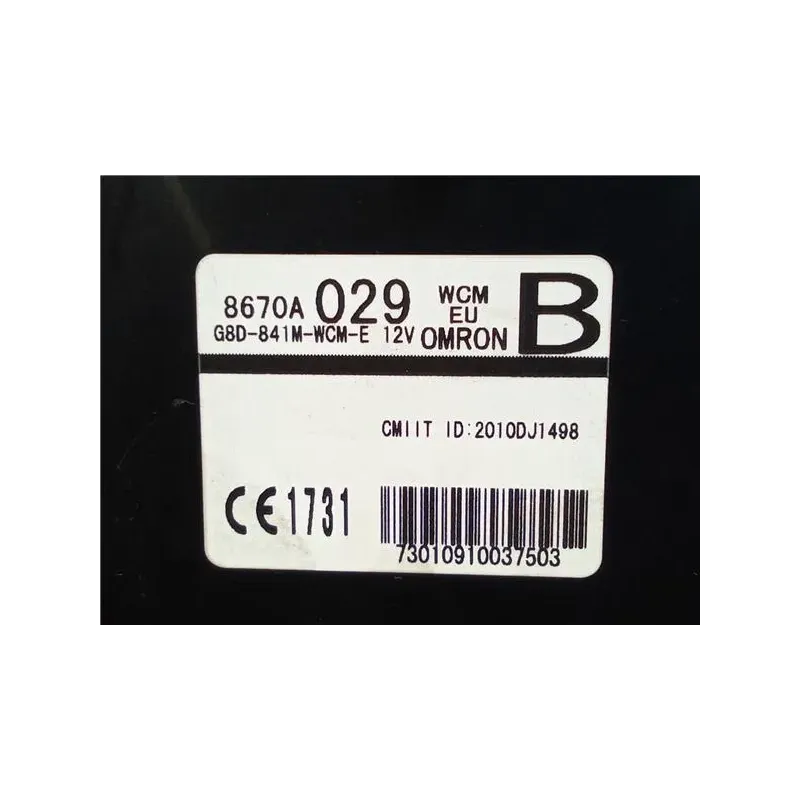 8670A 029 WCM EU B
G8D-841M-WCM-E 12V OMRON
CMIIT ID:2010DJ1498
CE1731
73010910037503